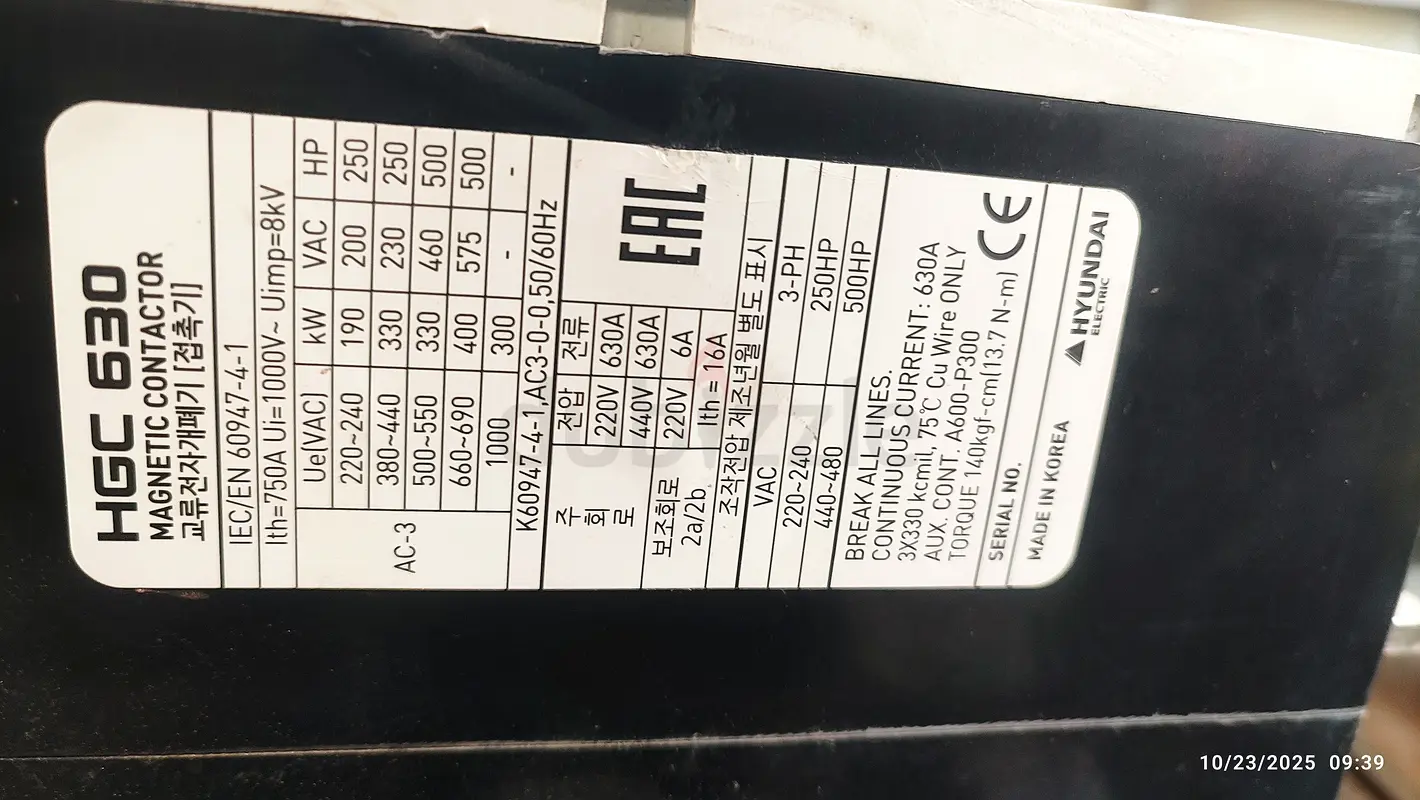 HGC 630
MAGNETIC CONTACTOR
교류전자개폐기 [접촉기]
IEC/EN 60947-4-1
Ith=750A Ui=1000V~ Uimp=8kV
AC-3
Ue(VAC) kW VAC HP
220~240 190 200 250
380~440 330 230 250
500~550 330 460 500
660~690 400 575 500
1000 300 - -
K60947-4-1,AC3-0-0,50/60Hz
주회로
전압 전류
220V 630A
440V 630A
보조회로
2a/2b
220V 6A
Ith = 16A
EAC
조작전압 제조년월 별도 표시
VAC 3-PH
220~240 250HP
440~480 500HP
BREAK ALL LINES.
CONTINUOUS CURRENT: 630A
3X330 kcmil, 75℃ Cu Wire ONLY
AUX. CONT. A600-P300
TORQUE 140kgf-cm(13.7 N-m)
CE
SERIAL NO.
MADE IN KOREA
HYUNDAI
ELECTRIC
dubizzle
10/23/2025 09:39